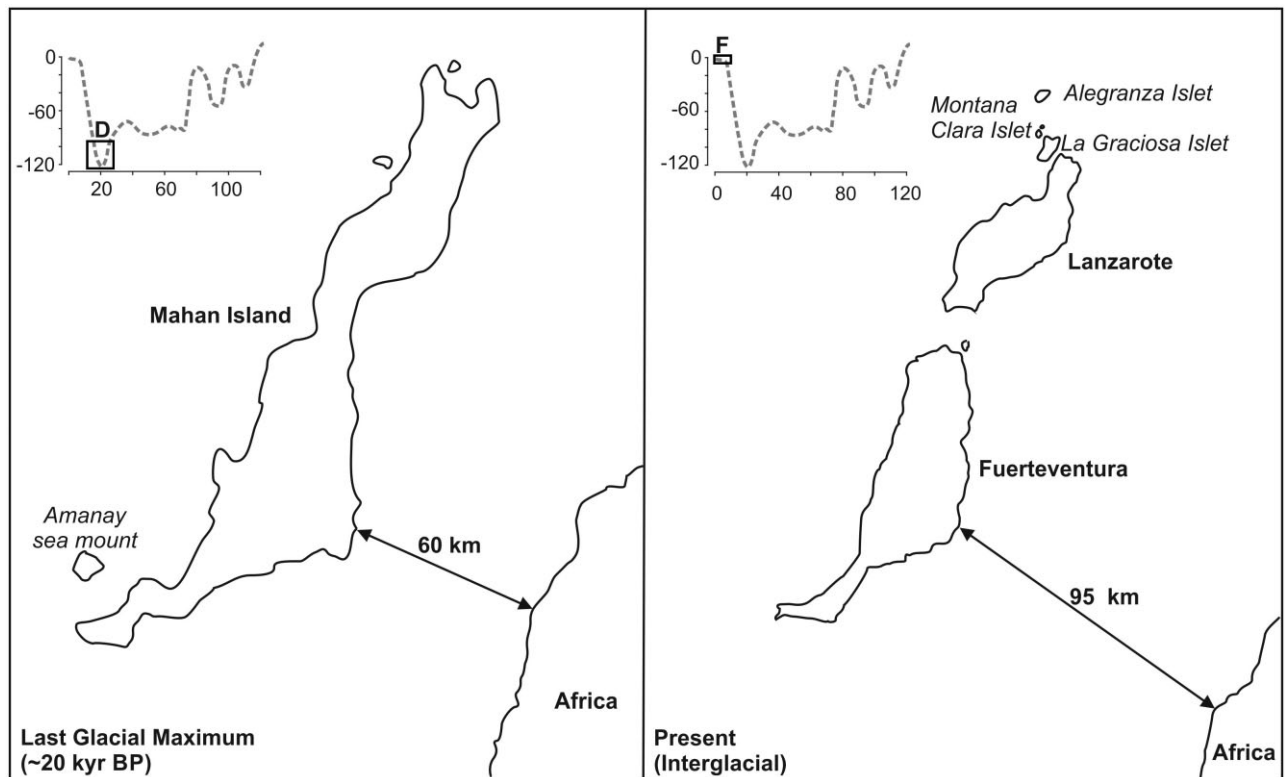 0
-60
-120
D
20
60
100
Mahan Island
Amanay
sea mount
60 km
Africa
Last Glacial Maximum
(~20 kyr BP)
F
0
-60
-120
0
40
80
120
Alegranza Islet
Montana
Clara Islet
La Graciosa Islet
Lanzarote
Fuerteventura
95 km
Present
(Interglacial)
Africa